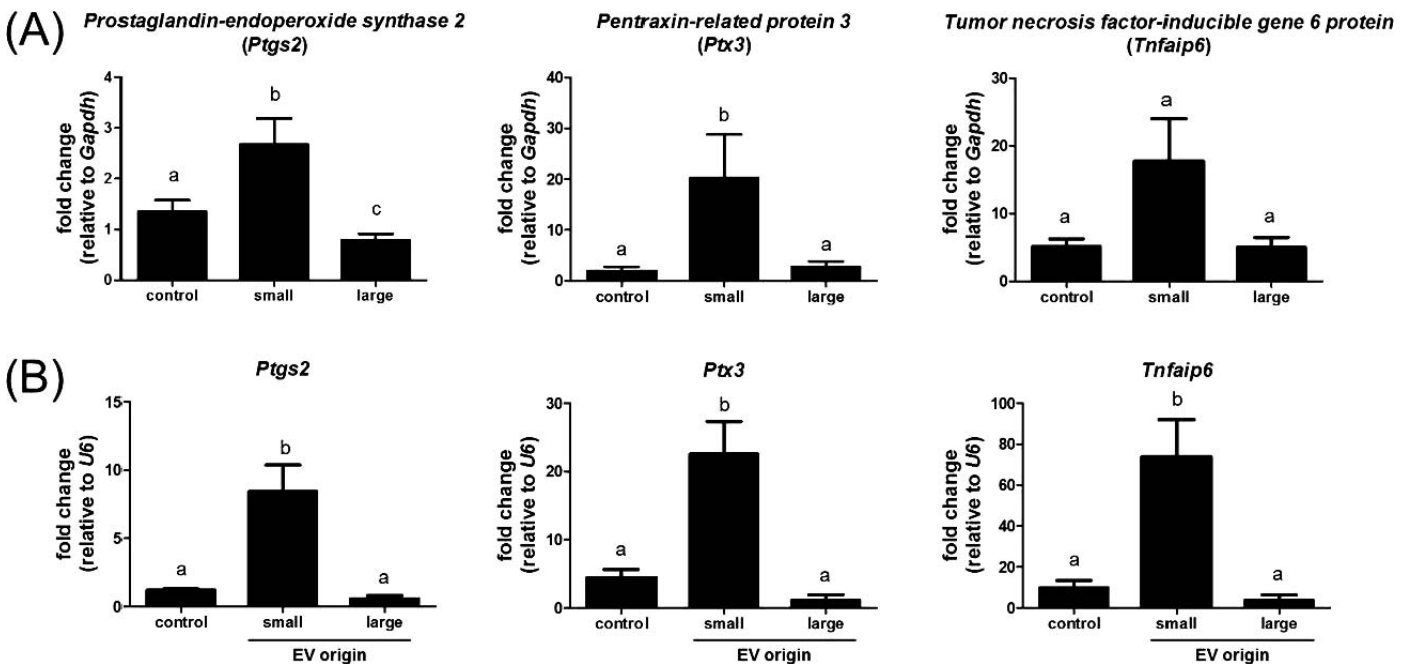 (A)
Prostaglandin-endoperoxide synthase 2
(Ptgs2)
fold change
(relative to Gapdh)
4
3
2
1
0
a
b
c
control small large
Pentraxin-related protein 3
(Ptx3)
fold change
(relative to Gapdh)
40
30
20
10
0
a
b
a
control small large
Tumor necrosis factor-inducible gene 6 protein
(Tnfaip6)
fold change
(relative to Gapdh)
30
20
10
0
a
a
a
control small large
(B)
Ptgs2
fold change
(relative to U6)
15
10
5
0
a
b
a
control small large
EV origin
Ptx3
fold change
(relative to U6)
30
20
10
0
a
b
a
control small large
EV origin
Tnfaip6
fold change
(relative to U6)
100
80
60
40
20
0
a
b
a
control small large
EV origin